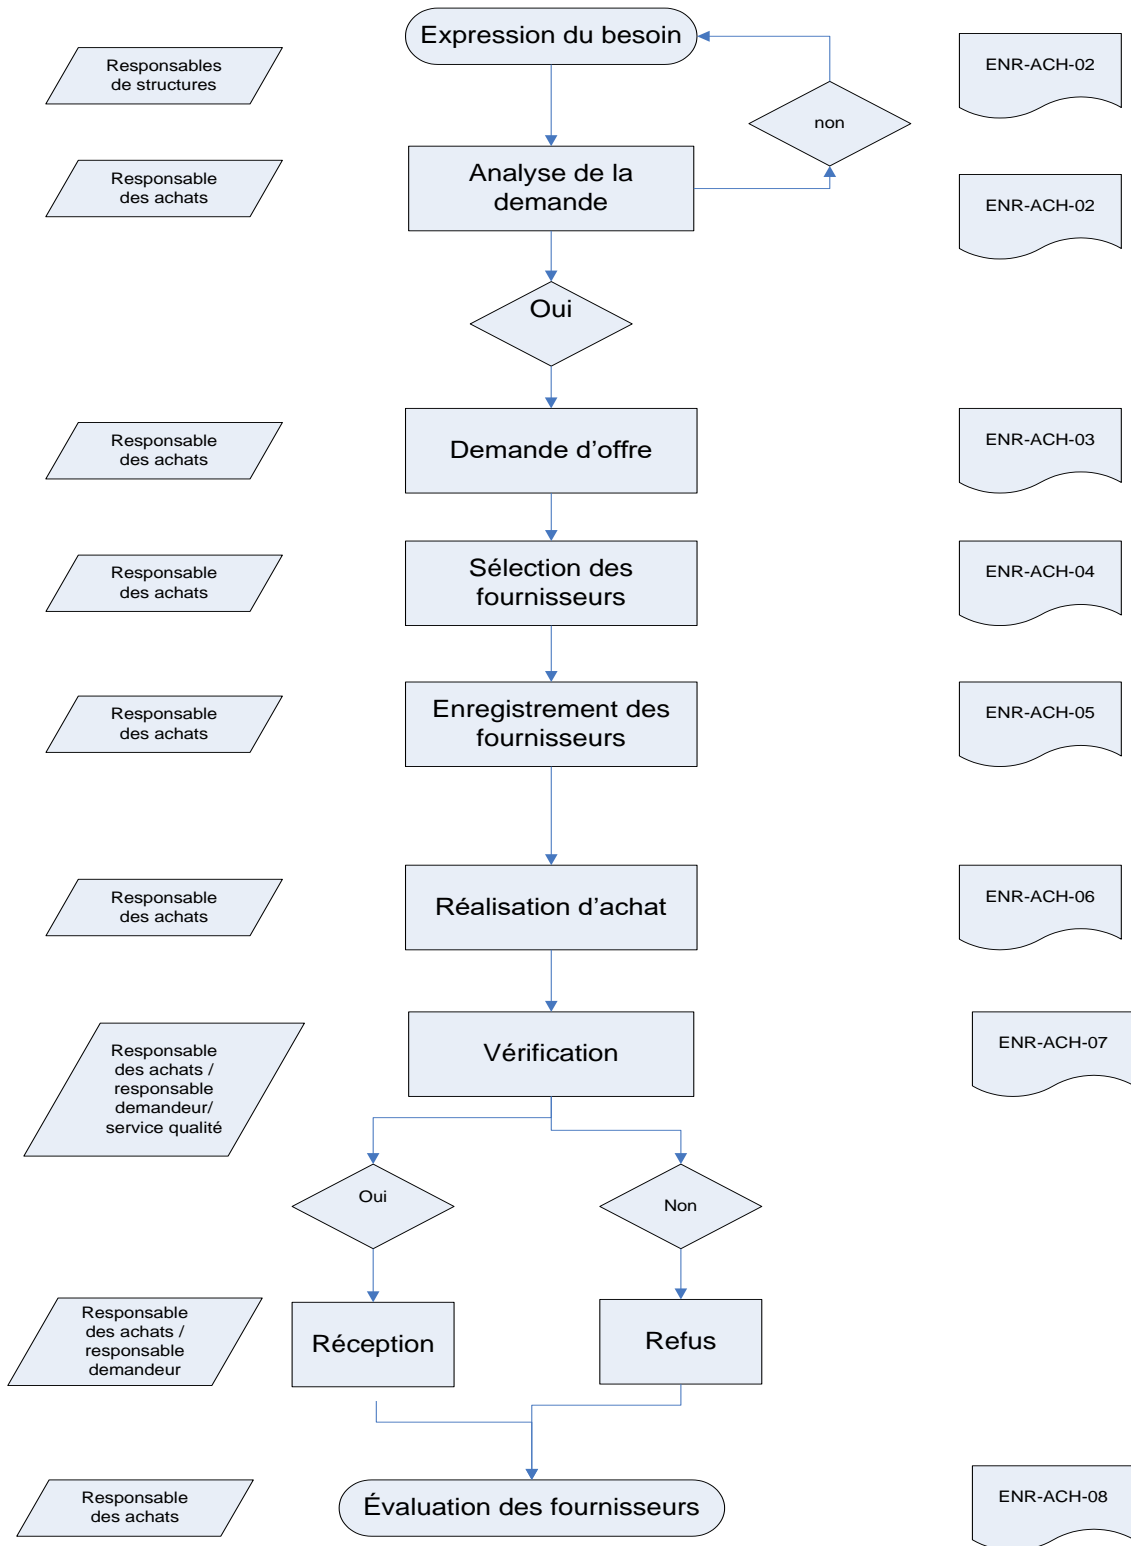 Expression du besoin
Responsables
de structures
ENR-ACH-02
non
Responsable
des achats
Analyse de la
demande
ENR-ACH-02
Oui
Responsable
des achats
Demande d’offre
ENR-ACH-03
Responsable
des achats
Sélection des
fournisseurs
ENR-ACH-04
Responsable
des achats
Enregistrement des
fournisseurs
ENR-ACH-05
Responsable
des achats
Réalisation d’achat
ENR-ACH-06
Responsable
des achats /
responsable
demandeur/
service qualité
Vérification
ENR-ACH-07
Oui
Non
Responsable
des achats /
responsable
demandeur
Réception
Refus
Responsable
des achats
Évaluation des fournisseurs
ENR-ACH-08